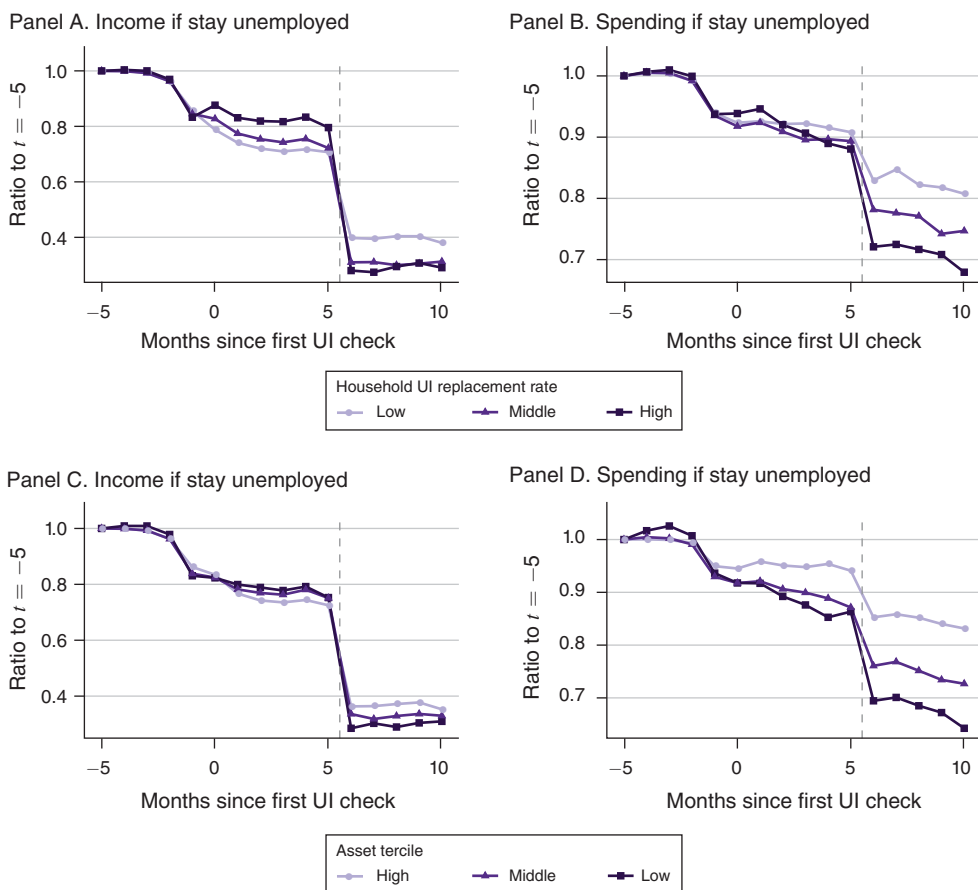 Panel A. Income if stay unemployed
Ratio to t = −5
1.0
0.8
0.6
0.4
−5 0 5 10
Months since first UI check
Panel B. Spending if stay unemployed
Ratio to t = −5
1.0
0.9
0.8
0.7
−5 0 5 10
Months since first UI check
Household UI replacement rate
Low Middle High
Panel C. Income if stay unemployed
Ratio to t = −5
1.0
0.8
0.6
0.4
−5 0 5 10
Months since first UI check
Panel D. Spending if stay unemployed
Ratio to t = −5
1.0
0.9
0.8
0.7
−5 0 5 10
Months since first UI check
Asset tercile
High Middle Low